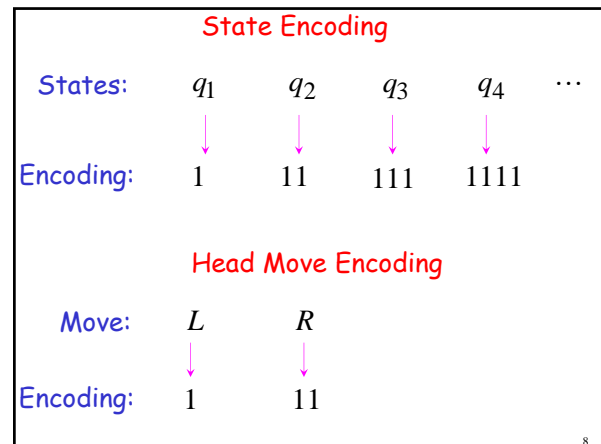 State Encoding
States: q1 q2 q3 q4 ⋯
Encoding: 1 11 111 1111
Head Move Encoding
Move: L R
Encoding: 1 11
8